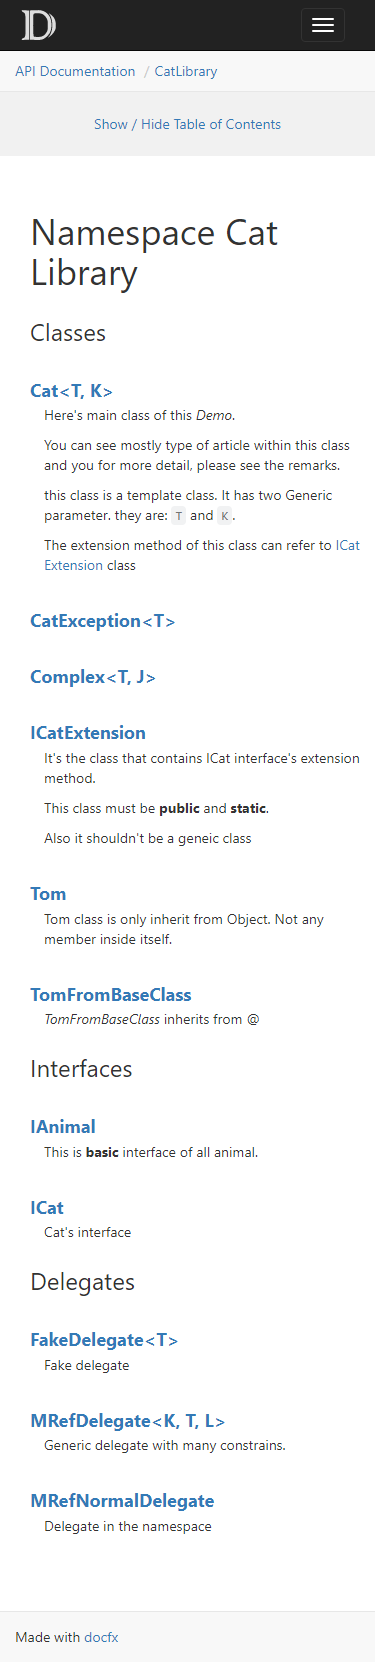 D
API Documentation / CatLibrary
Show / Hide Table of Contents
Namespace Cat
Library
Classes
Cat<T, K>
Here's main class of this Demo.
You can see mostly type of article within this class
and you for more detail, please see the remarks.
this class is a template class. It has two Generic
parameter. they are: T and K.
The extension method of this class can refer to ICat
Extension class
CatException<T>
Complex<T, J>
ICatExtension
It's the class that contains ICat interface's extension
method.
This class must be public and static.
Also it shouldn't be a geneic class
Tom
Tom class is only inherit from Object. Not any
member inside itself.
TomFromBaseClass
TomFromBaseClass inherits from @
Interfaces
IAnimal
This is basic interface of all animal.
ICat
Cat's interface
Delegates
FakeDelegate<T>
Fake delegate
MRefDelegate<K, T, L>
Generic delegate with many constrains.
MRefNormalDelegate
Delegate in the namespace
Made with docfx